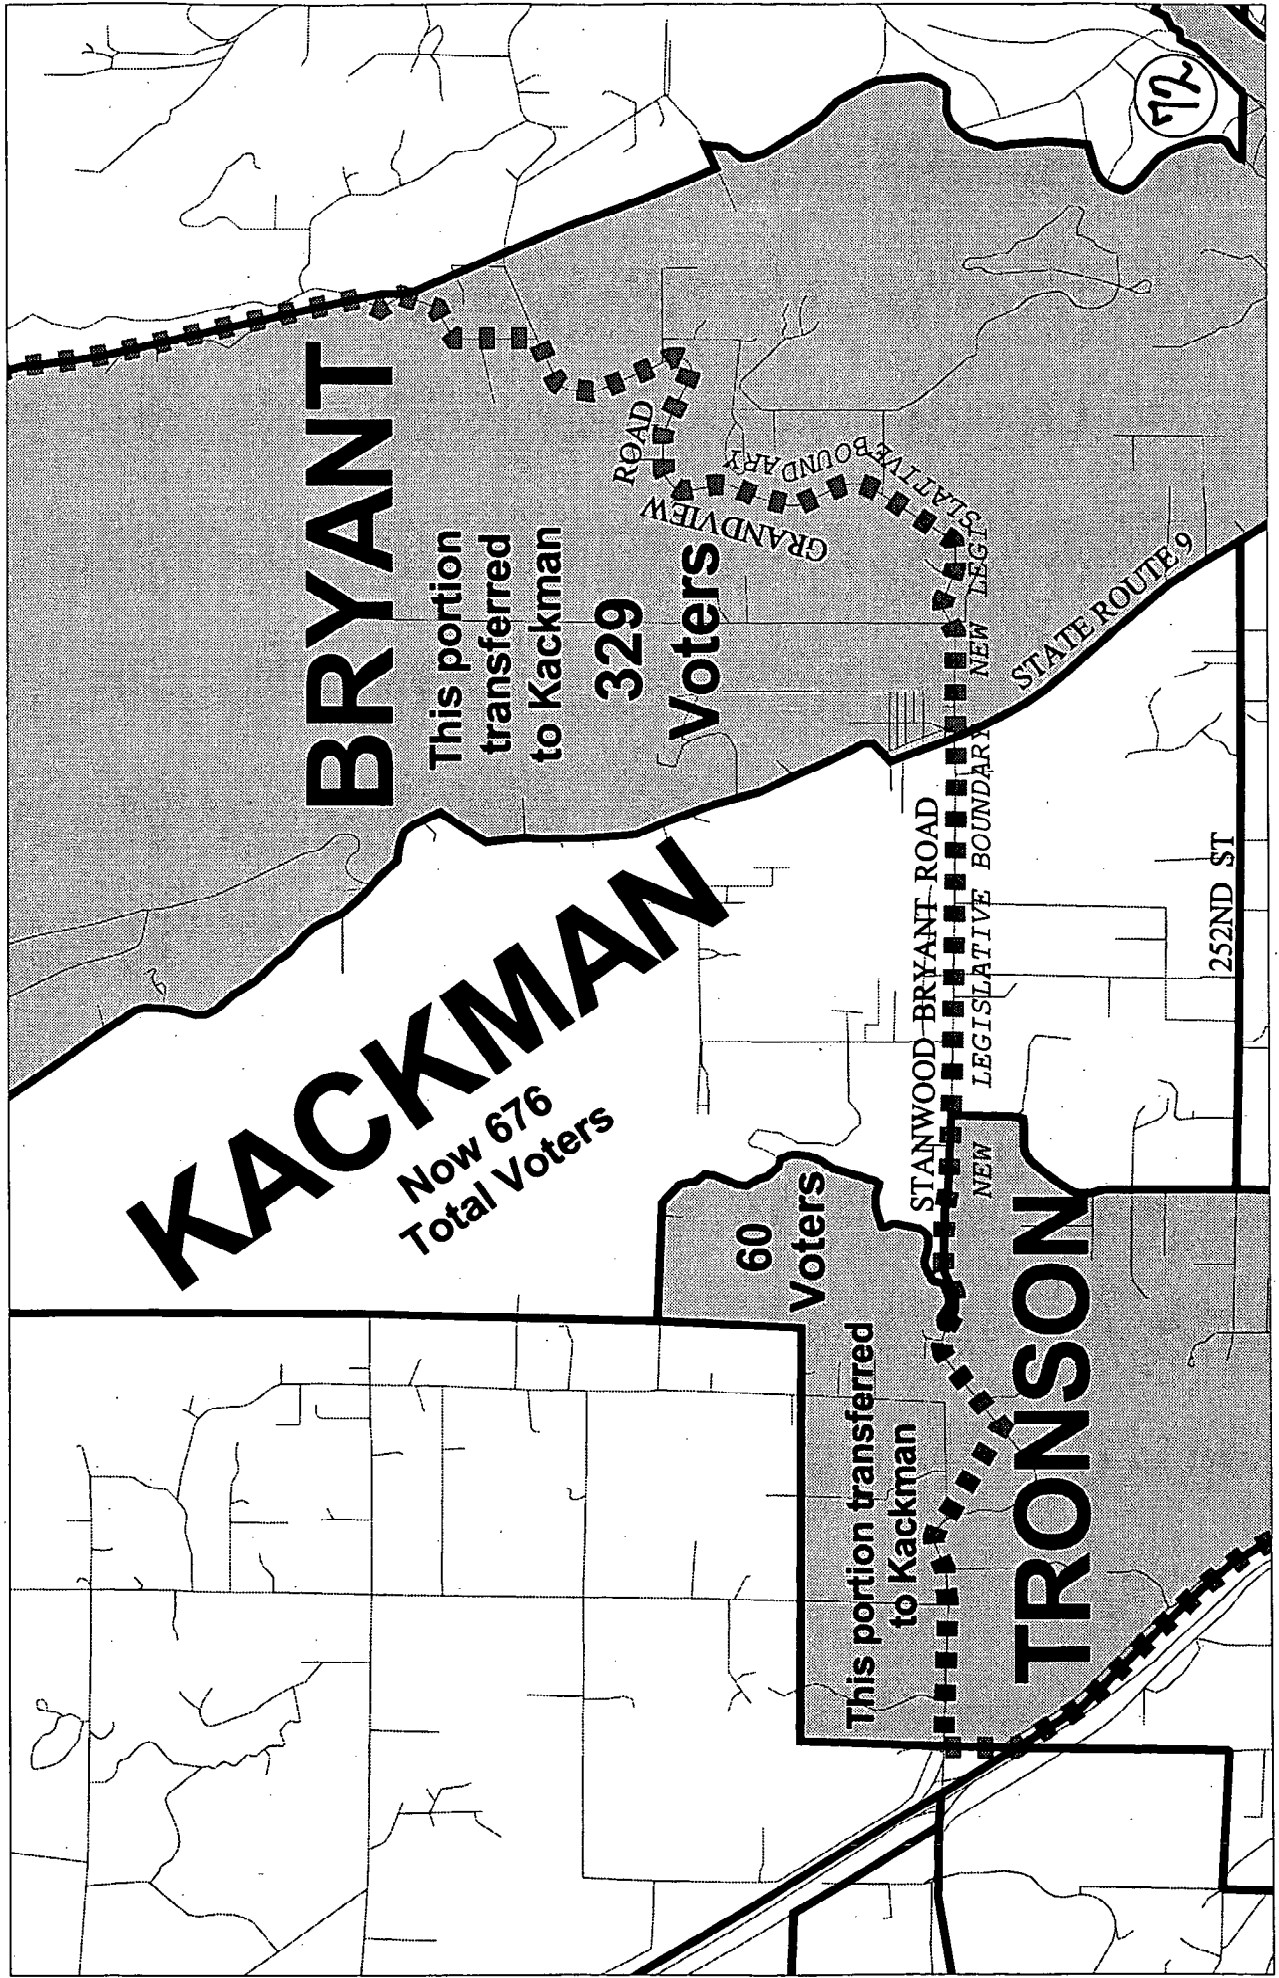 BRYANT
This portion
transferred
to Kackman
329
Voters
GRANDVIEW
ROAD
NEW LEGISLATIVE BOUNDARY
STATE ROUTE 9
KACKMAN
Now 676
Total Voters
STANWOOD BRYANT ROAD
NEW LEGISLATIVE BOUNDARY
252ND ST
60
Voters
This portion transferred
to Kackman
TRONSON
72